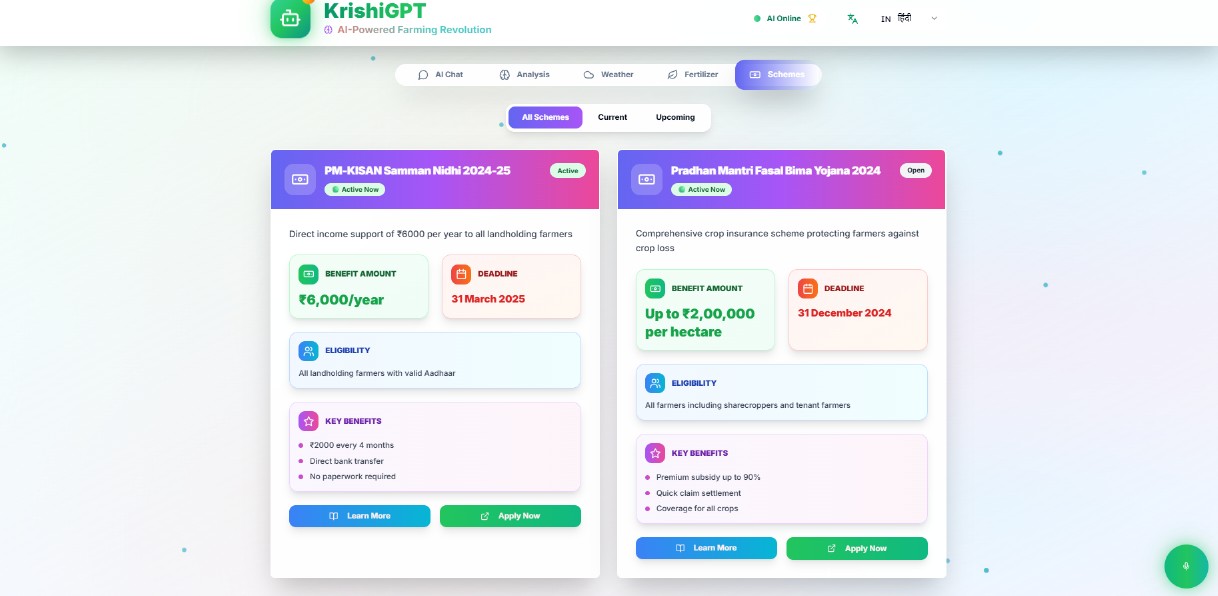 KrishiGPT
AI-Powered Farming Revolution
AI Online
IN हिंदी
AI Chat
Analysis
Weather
Fertilizer
Schemes
All Schemes
Current
Upcoming
PM-KISAN Samman Nidhi 2024-25
Active
Active Now
Direct income support of ₹6000 per year to all landholding farmers
BENEFIT AMOUNT
₹6,000/year
DEADLINE
31 March 2025
ELIGIBILITY
All landholding farmers with valid Aadhaar
KEY BENEFITS
₹2000 every 4 months
Direct bank transfer
No paperwork required
Learn More
Apply Now
Pradhan Mantri Fasal Bima Yojana 2024
Open
Active Now
Comprehensive crop insurance scheme protecting farmers against
crop loss
BENEFIT AMOUNT
Up to ₹2,00,000
per hectare
DEADLINE
31 December 2024
ELIGIBILITY
All farmers including sharecroppers and tenant farmers
KEY BENEFITS
Premium subsidy up to 90%
Quick claim settlement
Coverage for all crops
Learn More
Apply Now